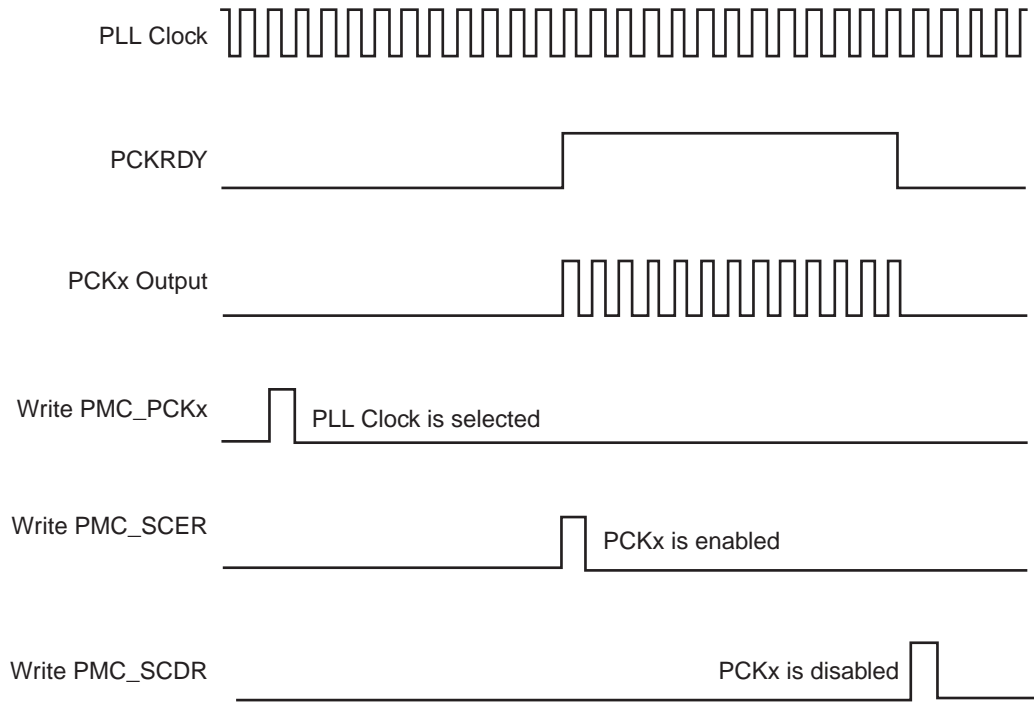 PLL Clock
PCKRDY
PCKx Output
Write PMC_PCKx
PLL Clock is selected
Write PMC_SCER
PCKx is enabled
Write PMC_SCDR
PCKx is disabled